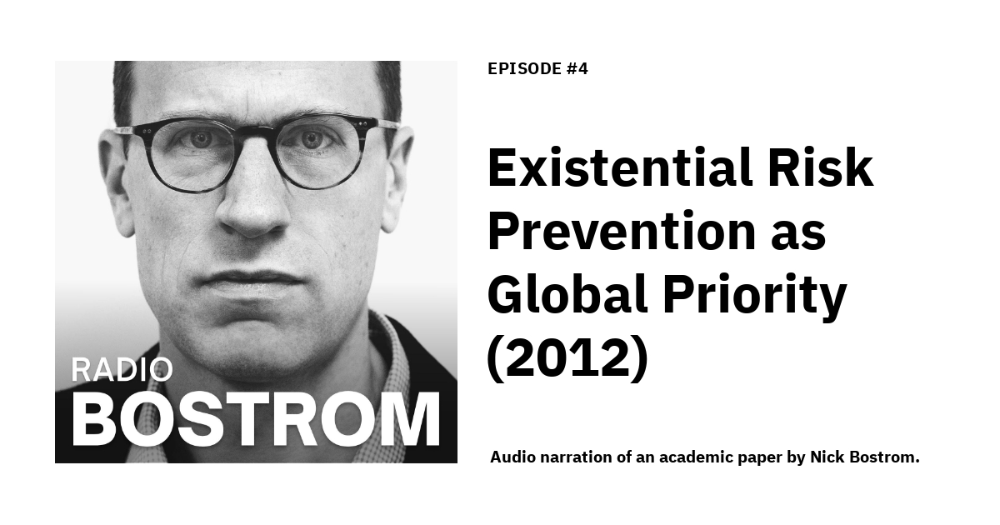 EPISODE #4
Existential Risk
Prevention as
Global Priority
(2012)
RADIO
BOSTROM
Audio narration of an academic paper by Nick Bostrom.